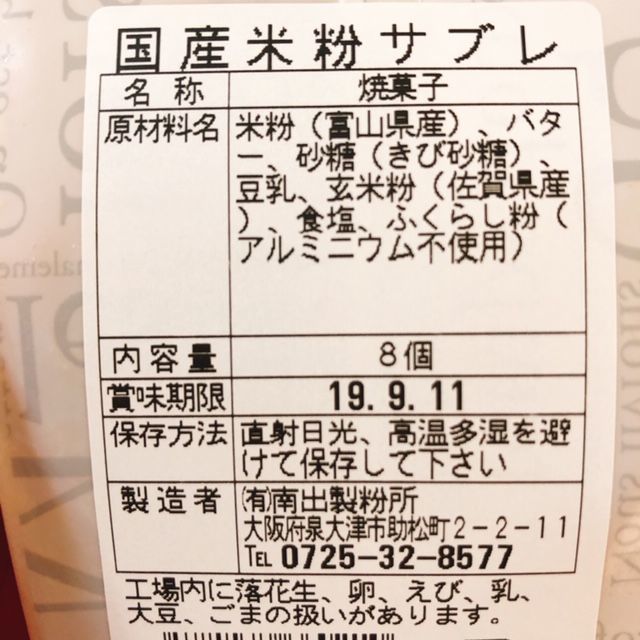 国産米粉サブレ
名称 焼菓子
原材料名 米粉（富山県産）、バタ
ー、砂糖（きび砂糖）、
豆乳、玄米粉（佐賀県産
）、食塩、ふくらし粉（
アルミニウム不使用）
内容量 8個
賞味期限 19.9.11
保存方法 直射日光、高温多湿を避
けて保存して下さい
製造者 ㈲南出製粉所
大阪府泉大津市助松町2－2－11
TEL 0725-32-8577
工場内に落花生、卵、えび、乳、
大豆、ごまの扱いがあります。